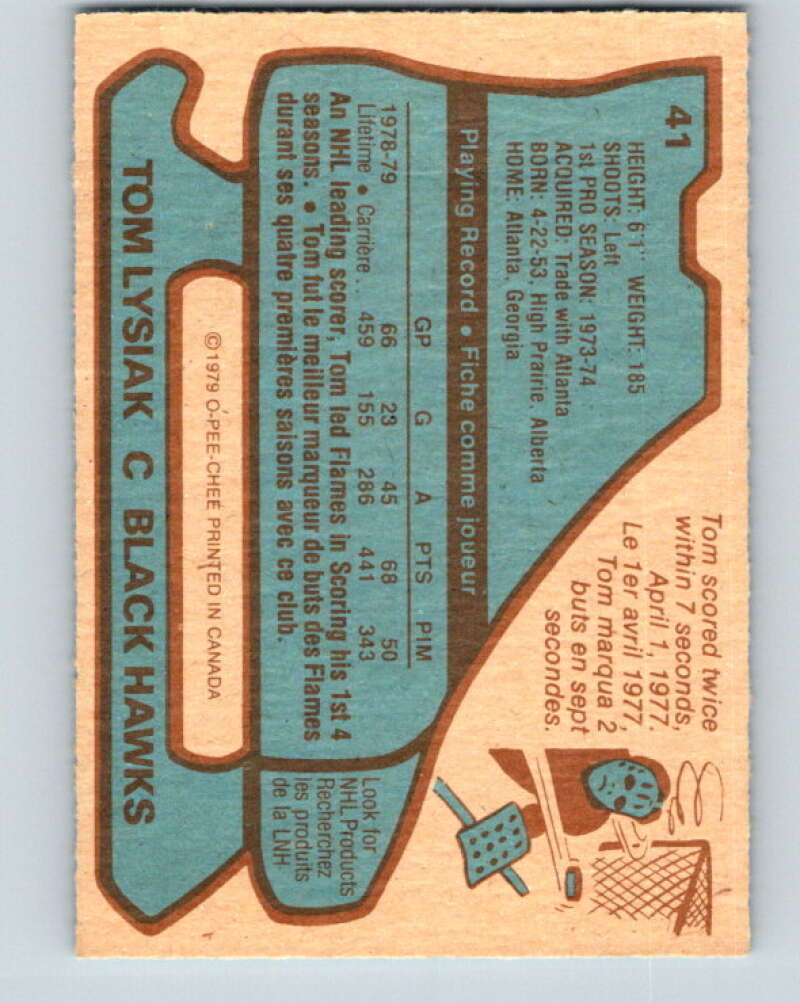 41
HEIGHT: 6'1" WEIGHT: 185
SHOOTS: Left
1st PRO SEASON: 1973-74
ACQUIRED: Trade with Atlanta
BORN: 4-22-53, High Prairie, Alberta
HOME: Atlanta, Georgia
Tom scored twice
within 7 seconds,
April 1, 1977.
Le 1er avril 1977,
Tom marqua 2
buts en sept
secondes.
Playing Record • Fiche comme joueur
GP G A PTS PIM
1978-79 66 23 45 68 50
Lifetime • Carrière .. 459 155 286 441 343
An NHL leading scorer, Tom led Flames in Scoring his 1st 4
seasons. • Tom fut le meilleur marqueur de buts des Flames
durant ses quatre premières saisons avec ce club.
Look for
NHL Products
Recherchez
les produits
de la LNH
©1979 O-PEE-CHEE PRINTED IN CANADA
TOM LYSIAK C BLACK HAWKS